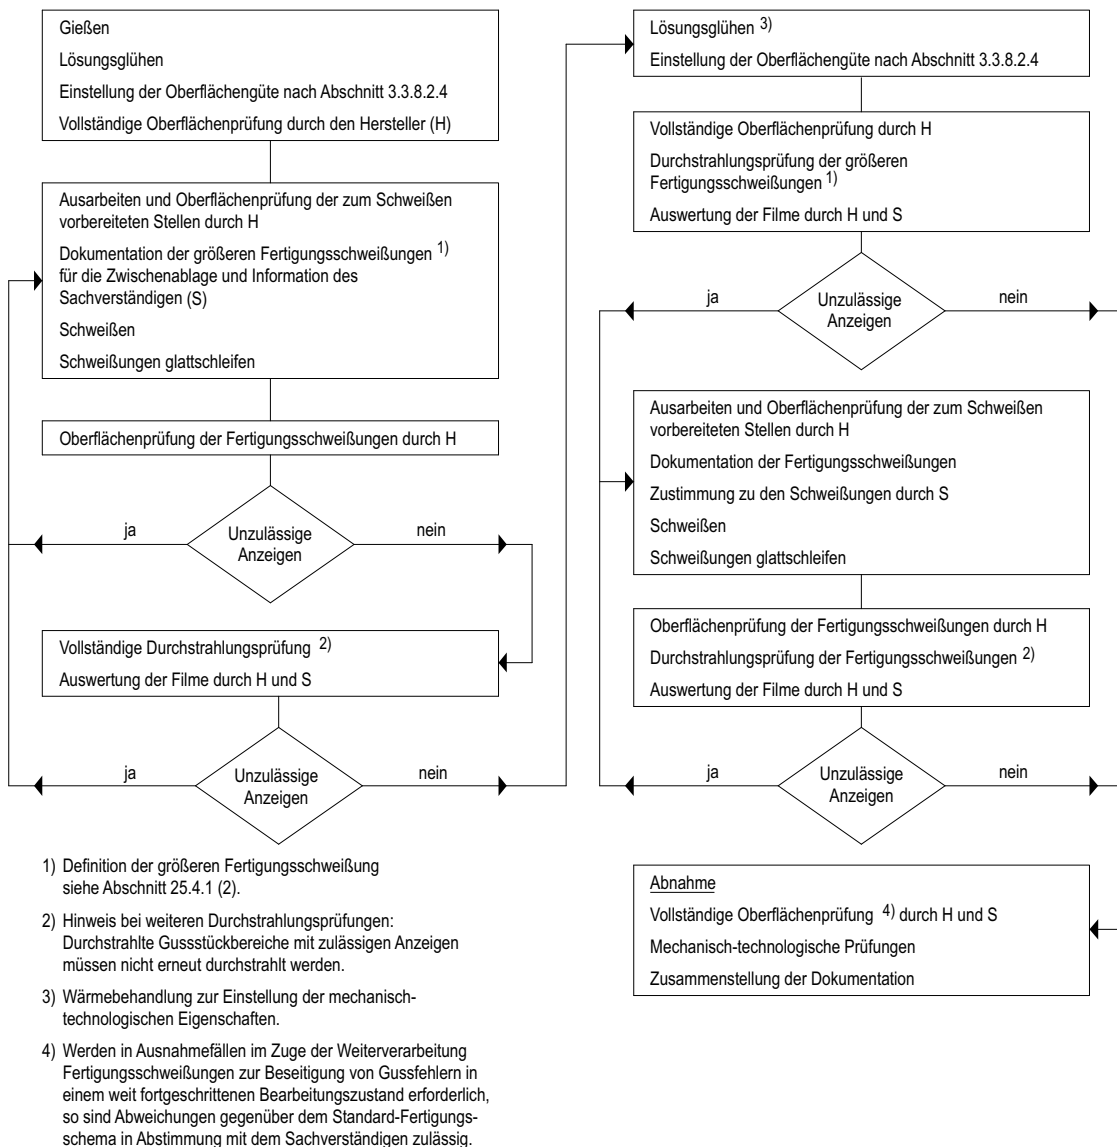 Gießen
Lösungsglühen
Einstellung der Oberflächengüte nach Abschnitt 3.3.8.2.4
Vollständige Oberflächenprüfung durch den Hersteller (H)
Ausarbeiten und Oberflächenprüfung der zum Schweißen
vorbereiteten Stellen durch H
Dokumentation der größeren Fertigungsschweißungen 1)
für die Zwischenablage und Information des
Sachverständigen (S)
Schweißen
Schweißungen glattschleifen
Oberflächenprüfung der Fertigungsschweißungen durch H
ja
Unzulässige
Anzeigen
nein
Vollständige Durchstrahlungsprüfung 2)
Auswertung der Filme durch H und S
ja
Unzulässige
Anzeigen
nein
1) Definition der größeren Fertigungsschweißung
siehe Abschnitt 25.4.1 (2).
2) Hinweis bei weiteren Durchstrahlungsprüfungen:
Durchstrahlte Gussstückbereiche mit zulässigen Anzeigen
müssen nicht erneut durchstrahlt werden.
3) Wärmebehandlung zur Einstellung der mechanisch-
technologischen Eigenschaften.
4) Werden in Ausnahmefällen im Zuge der Weiterverarbeitung
Fertigungsschweißungen zur Beseitigung von Gussfehlern in
einem weit fortgeschrittenen Bearbeitungszustand erforderlich,
so sind Abweichungen gegenüber dem Standard-Fertigungs-
schema in Abstimmung mit dem Sachverständigen zulässig.
Lösungsglühen 3)
Einstellung der Oberflächengüte nach Abschnitt 3.3.8.2.4
Vollständige Oberflächenprüfung durch H
Durchstrahlungsprüfung der größeren
Fertigungsschweißungen 1)
Auswertung der Filme durch H und S
ja
Unzulässige
Anzeigen
nein
Ausarbeiten und Oberflächenprüfung der zum Schweißen
vorbereiteten Stellen durch H
Dokumentation der Fertigungsschweißungen
Zustimmung zu den Schweißungen durch S
Schweißen
Schweißungen glattschleifen
Oberflächenprüfung der Fertigungsschweißungen durch H
Durchstrahlungsprüfung der Fertigungsschweißungen 2)
Auswertung der Filme durch H und S
ja
Unzulässige
Anzeigen
nein
Abnahme
Vollständige Oberflächenprüfung 4) durch H und S
Mechanisch-technologische Prüfungen
Zusammenstellung der Dokumentation